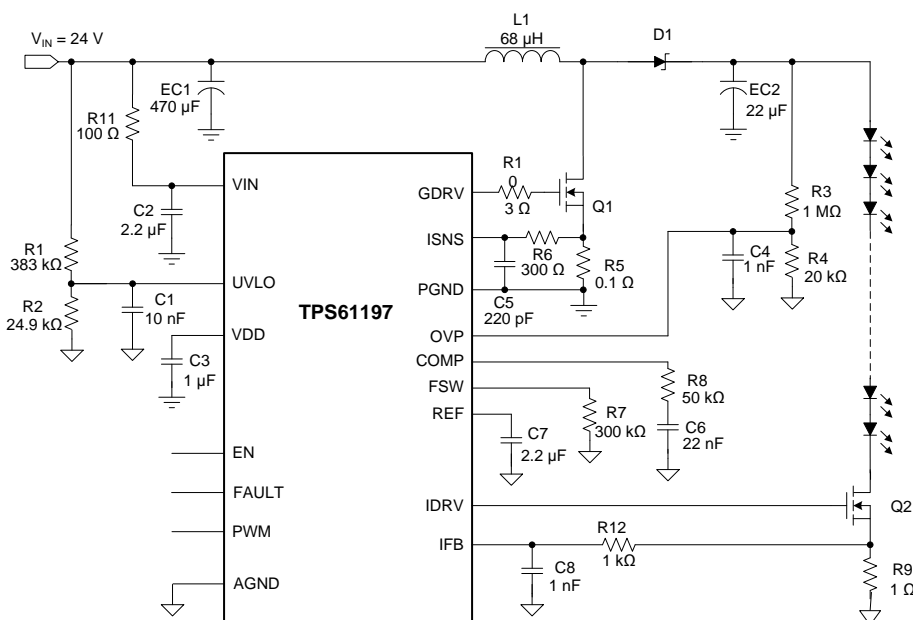 L1
68 µH
D1
VIN = 24 V
EC1
470 µF
EC2
22 µF
R11
100 Ω
VIN
C2
2.2 µF
R1
383 kΩ
R2
24.9 kΩ
C1
10 nF
UVLO
VDD
C3
1 µF
EN
FAULT
PWM
AGND
TPS61197
GDRV
R1
0
3 Ω
Q1
ISNS
R6
300 Ω
R5
0.1 Ω
PGND
C5
220 pF
R3
1 MΩ
C4
1 nF
R4
20 kΩ
OVP
COMP
R8
50 kΩ
FSW
R7
300 kΩ
C6
22 nF
REF
C7
2.2 µF
IDRV
Q2
IFB
R12
1 kΩ
C8
1 nF
R9
1 Ω